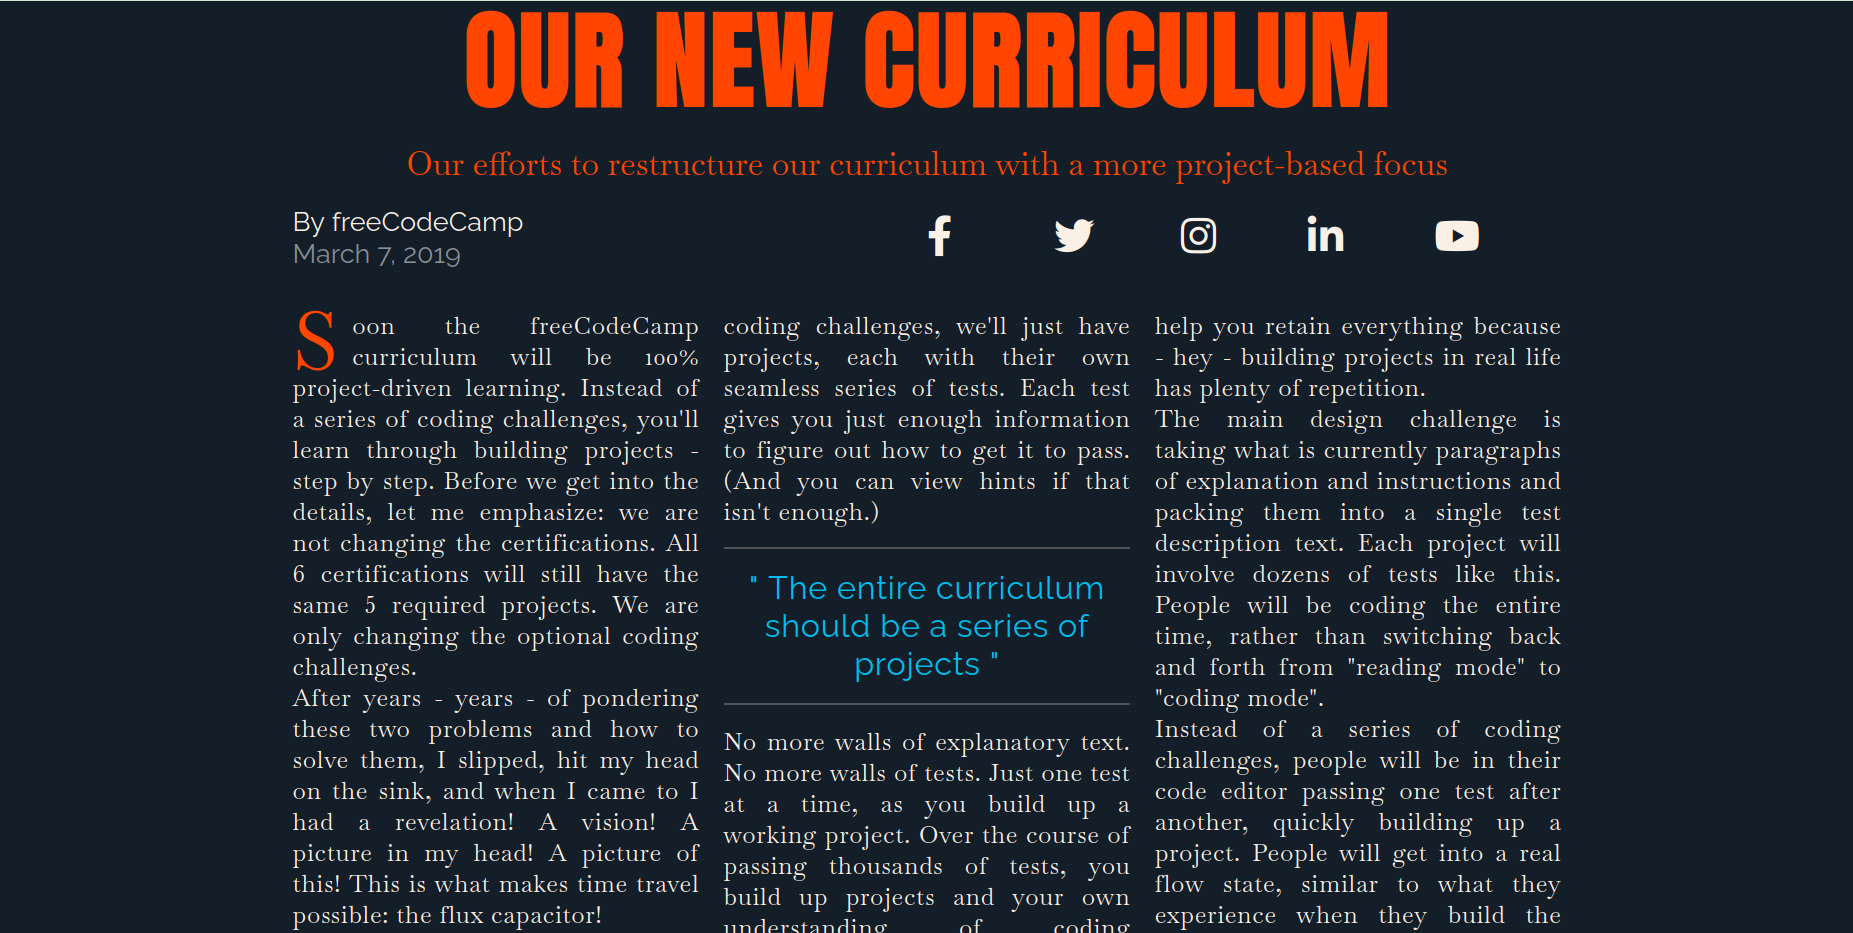 OUR NEW CURRICULUM
Our efforts to restructure our curriculum with a more project-based focus
By freeCodeCamp
March 7, 2019
Soon the freeCodeCamp
curriculum will be 100%
project-driven learning. Instead of
a series of coding challenges, you'll
learn through building projects -
step by step. Before we get into the
details, let me emphasize: we are
not changing the certifications. All
6 certifications will still have the
same 5 required projects. We are
only changing the optional coding
challenges.
After years - years - of pondering
these two problems and how to
solve them, I slipped, hit my head
on the sink, and when I came to I
had a revelation! A vision! A
picture in my head! A picture of
this! This is what makes time travel
possible: the flux capacitor!
coding challenges, we'll just have
projects, each with their own
seamless series of tests. Each test
gives you just enough information
to figure out how to get it to pass.
(And you can view hints if that
isn't enough.)
" The entire curriculum
should be a series of
projects "
No more walls of explanatory text.
No more walls of tests. Just one test
at a time, as you build up a
working project. Over the course of
passing thousands of tests, you
build up projects and your own
understanding of coding
help you retain everything because
- hey - building projects in real life
has plenty of repetition.
The main design challenge is
taking what is currently paragraphs
of explanation and instructions and
packing them into a single test
description text. Each project will
involve dozens of tests like this.
People will be coding the entire
time, rather than switching back
and forth from "reading mode" to
"coding mode".
Instead of a series of coding
challenges, people will be in their
code editor passing one test after
another, quickly building up a
project. People will get into a real
flow state, similar to what they
experience when they build the